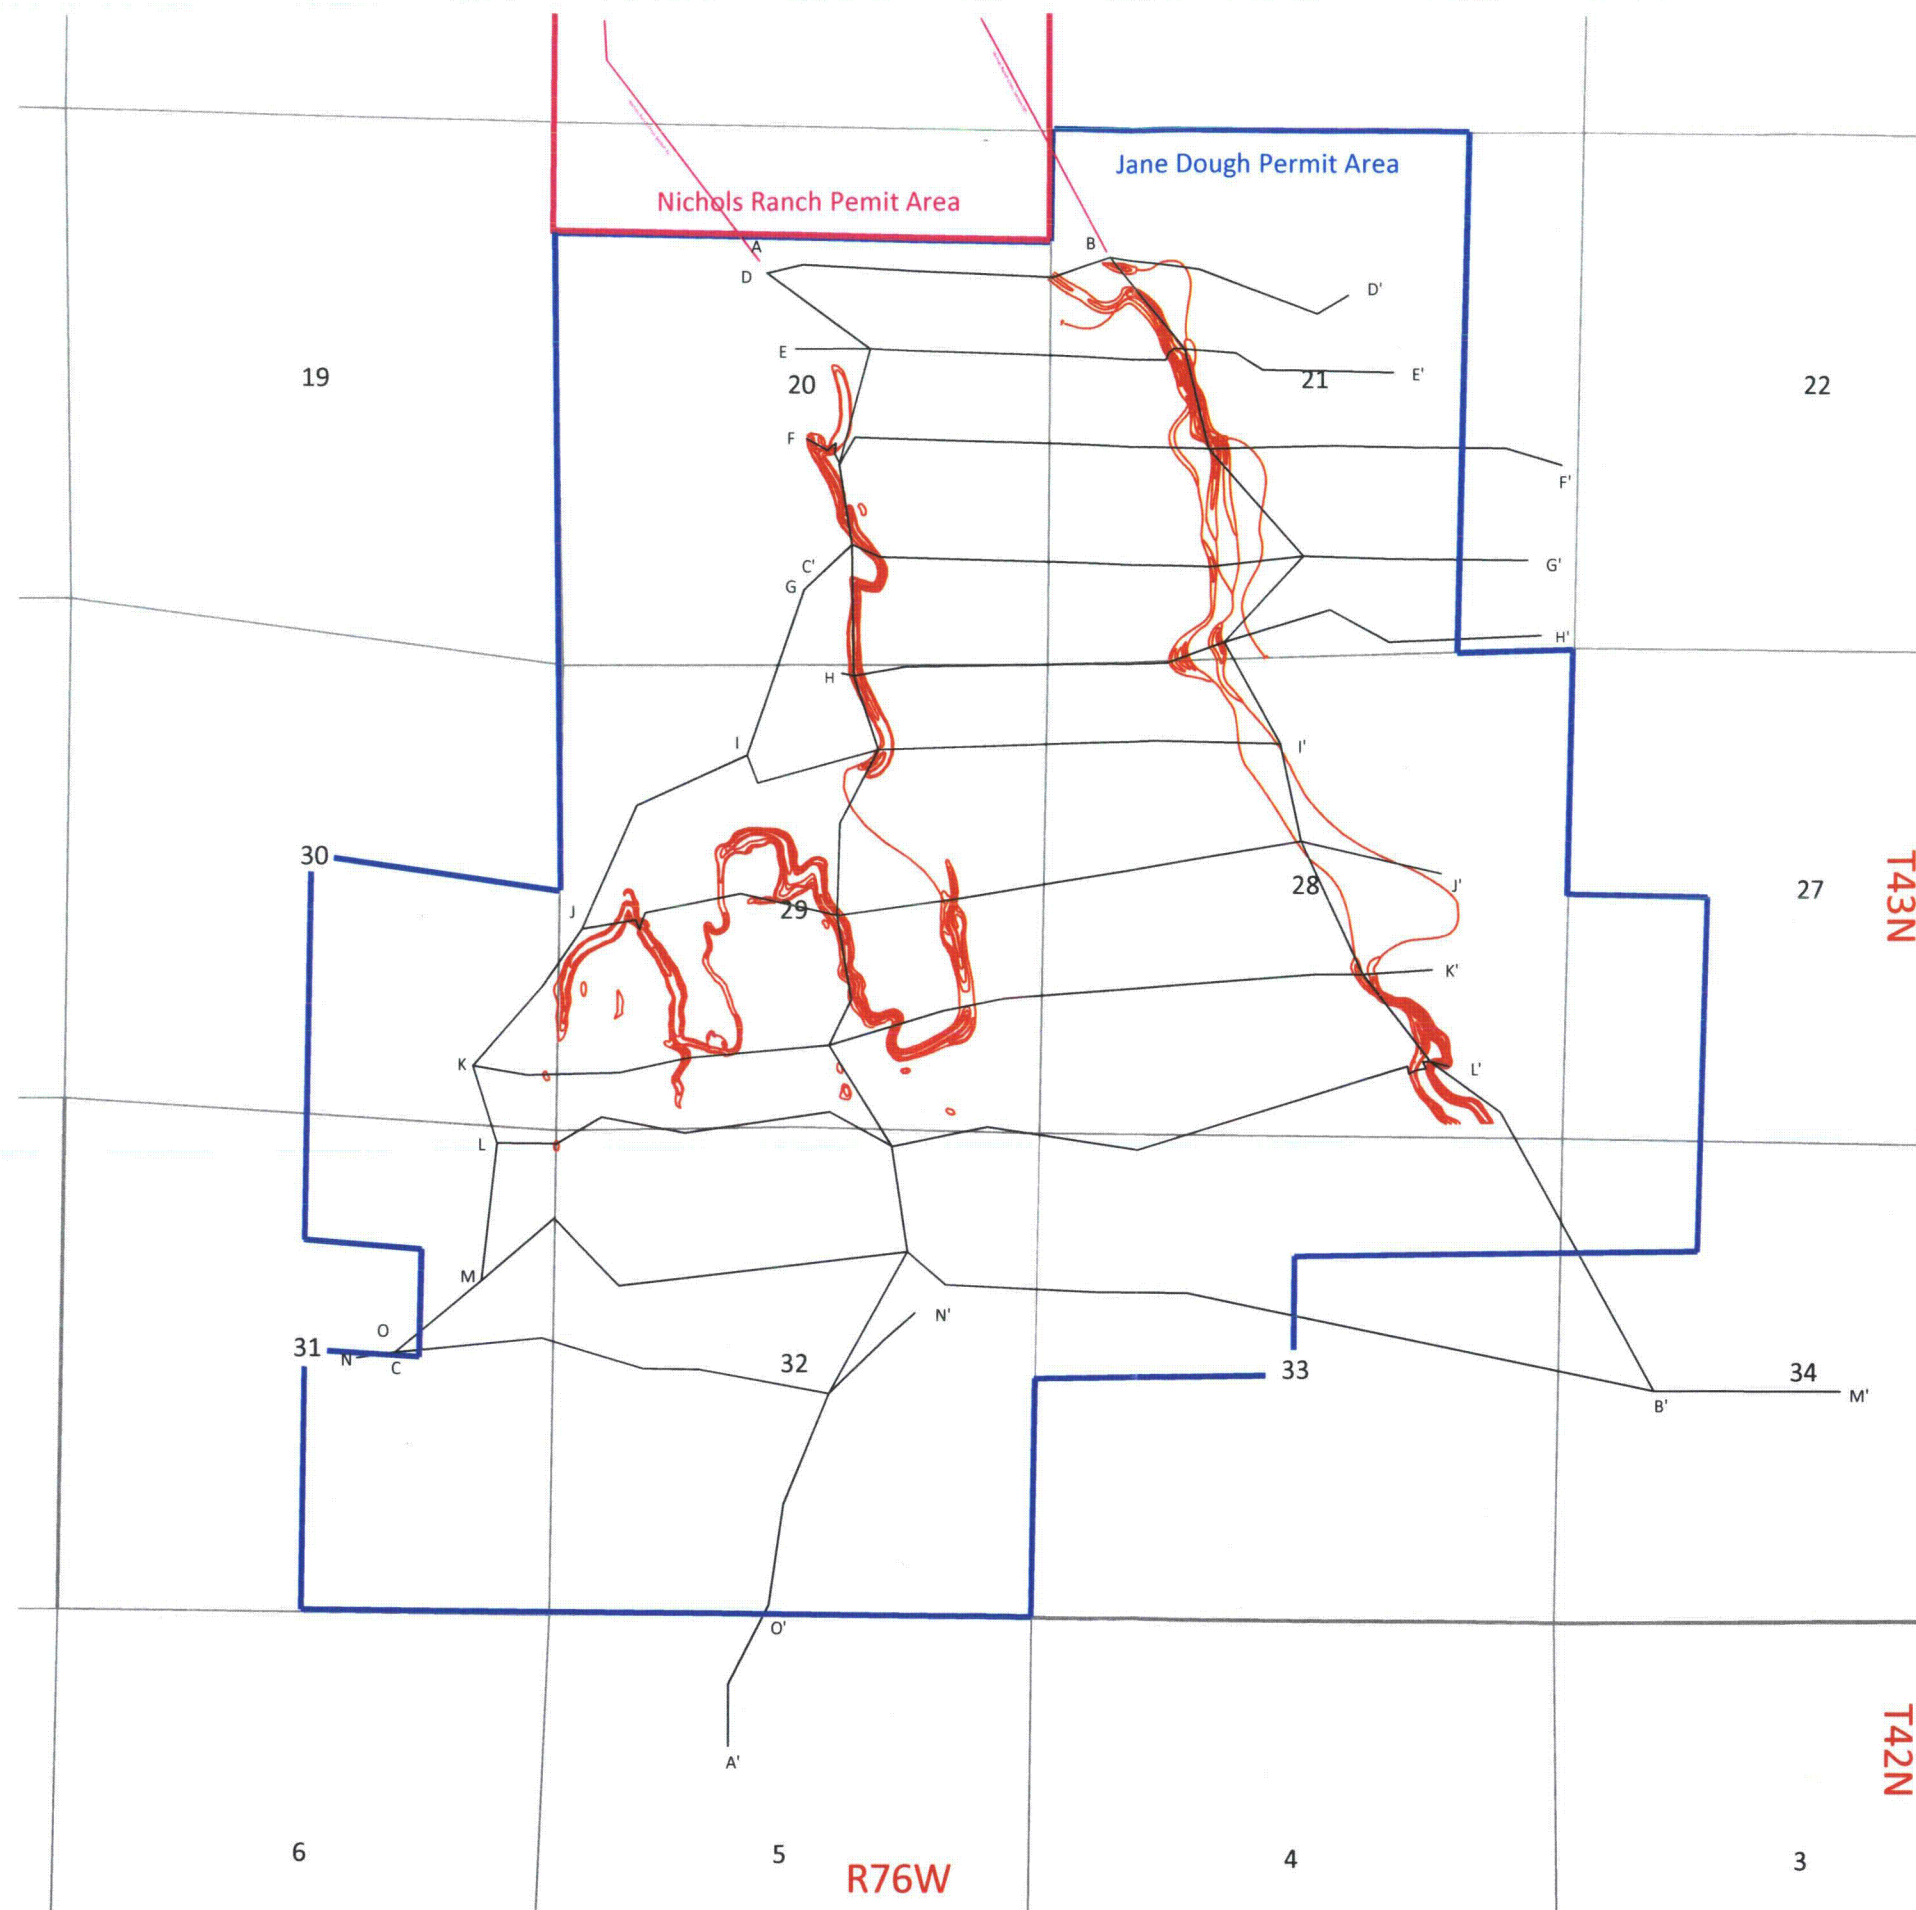 Jane Dough Permit Area
Nichols Ranch Pemit Area
A
B
D
D'
E
E'
19
20
21
22
F
F'
C'
G
G'
H
H'
I
I'
30
J
J'
29
28
27
T43N
K
K'
L
L'
M
N'
O
31
N
C
32
33
34
B'
M'
O'
A'
T42N
6
5
4
3
R76W